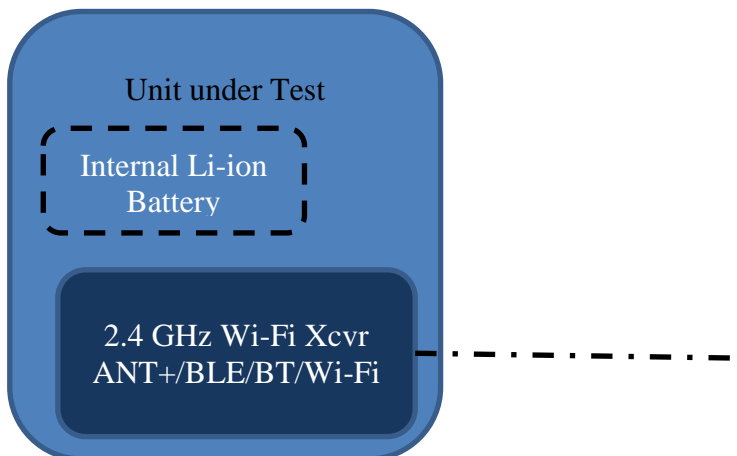 Unit under Test
Internal Li-ion
Battery
2.4 GHz Wi-Fi Xcvr
ANT+/BLE/BT/Wi-Fi